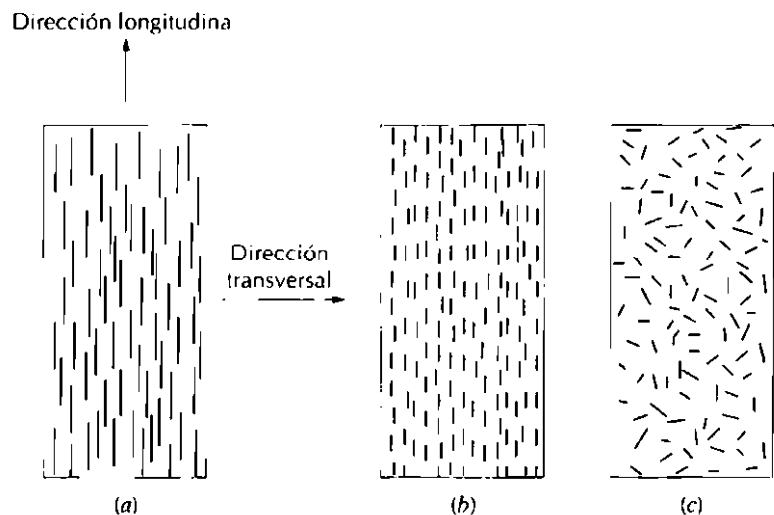 Dirección longitudina
Dirección
transversal
(a)
(b)
(c)